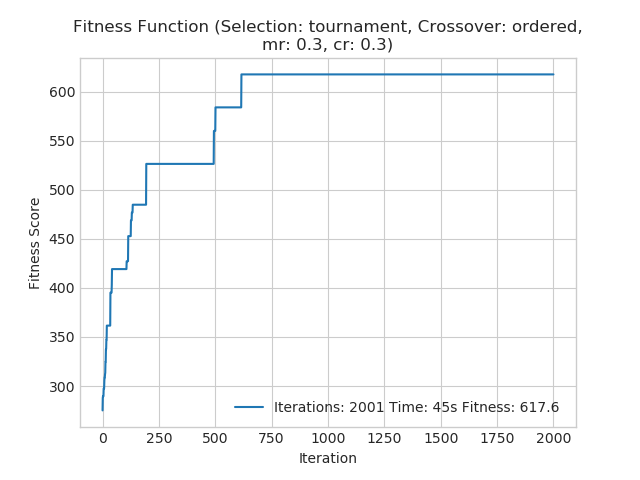 Fitness Function (Selection: tournament, Crossover: ordered,
mr: 0.3, cr: 0.3)
600
550
500
450
400
350
300
Fitness Score
Iterations: 2001 Time: 45s Fitness: 617.6
0 250 500 750 1000 1250 1500 1750 2000
Iteration